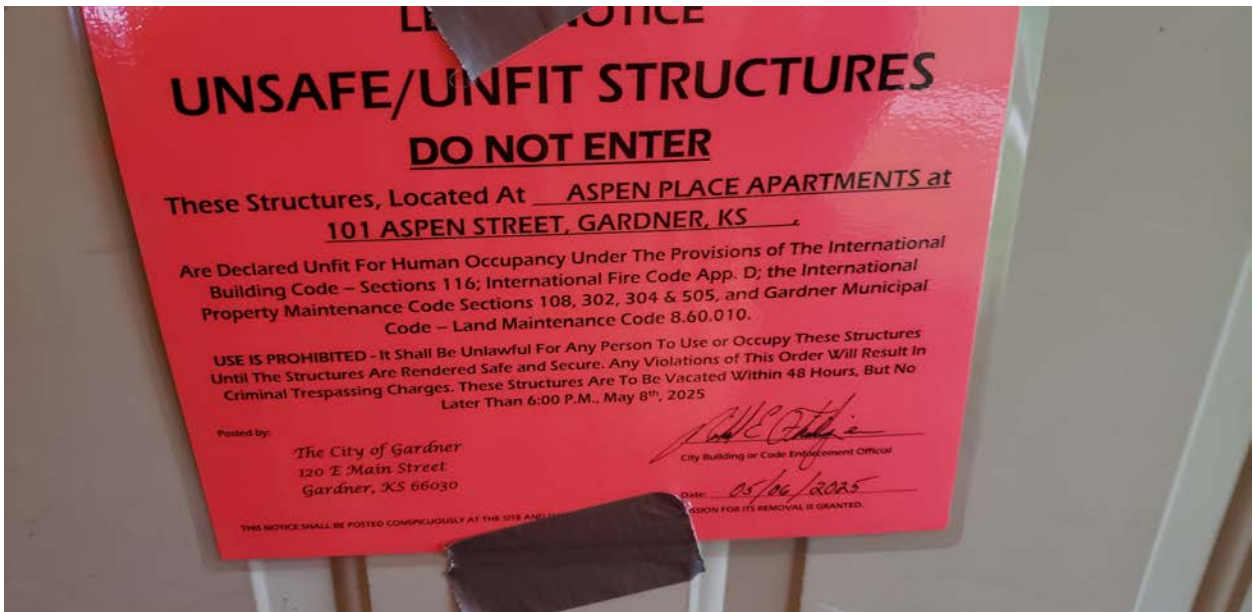 NOTICE
UNSAFE/UNFIT STRUCTURES
DO NOT ENTER
These Structures, Located At ASPEN PLACE APARTMENTS at
101 ASPEN STREET, GARDNER, KS ,
Are Declared Unfit For Human Occupancy Under The Provisions of The International
Building Code – Sections 116; International Fire Code App. D; the International
Property Maintenance Code Sections 108, 302, 304 & 505, and Gardner Municipal
Code – Land Maintenance Code 8.60.010.
USE IS PROHIBITED - It Shall Be Unlawful For Any Person To Use or Occupy These Structures
Until The Structures Are Rendered Safe and Secure. Any Violations of This Order Will Result In
Criminal Trespassing Charges. These Structures Are To Be Vacated Within 48 Hours, But No
Later Than 6:00 P.M., May 8th, 2025
Posted by:
The City of Gardner
120 E Main Street
Gardner, KS 66030
City Building or Code Enforcement Official
Date: 05/06/2025
THIS NOTICE SHALL BE POSTED CONSPICUOUSLY AT THE SITE AND FOR ITS REMOVAL IS GRANTED.